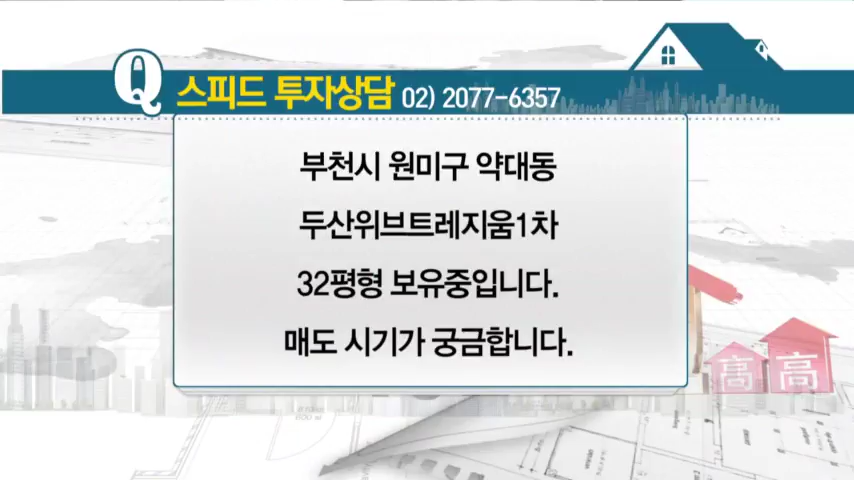 Q 스피드 투자상담 02) 2077-6357
부천시 원미구 약대동
두산위브트레지움1차
32평형 보유중입니다.
매도 시기가 궁금합니다.
高 高